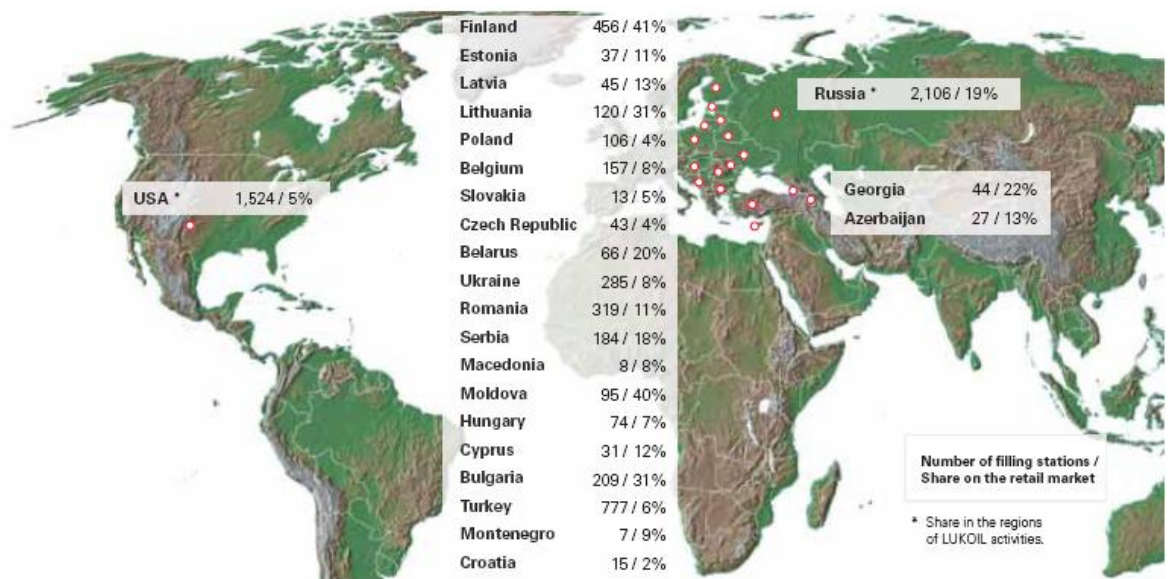 Finland 456 / 41%
Estonia 37 / 11%
Latvia 45 / 13%
Lithuania 120 / 31%
Poland 106 / 4%
Belgium 157 / 8%
Slovakia 13 / 5%
Czech Republic 43 / 4%
Belarus 66 / 20%
Ukraine 285 / 8%
Romania 319 / 11%
Serbia 184 / 18%
Macedonia 8 / 8%
Moldova 95 / 40%
Hungary 74 / 7%
Cyprus 31 / 12%
Bulgaria 209 / 31%
Turkey 777 / 6%
Montenegro 7 / 9%
Croatia 15 / 2%
USA * 1,524 / 5%
Russia * 2,106 / 19%
Georgia 44 / 22%
Azerbaijan 27 / 13%
Number of filling stations /
Share on the retail market
* Share in the regions
of LUKOIL activities.